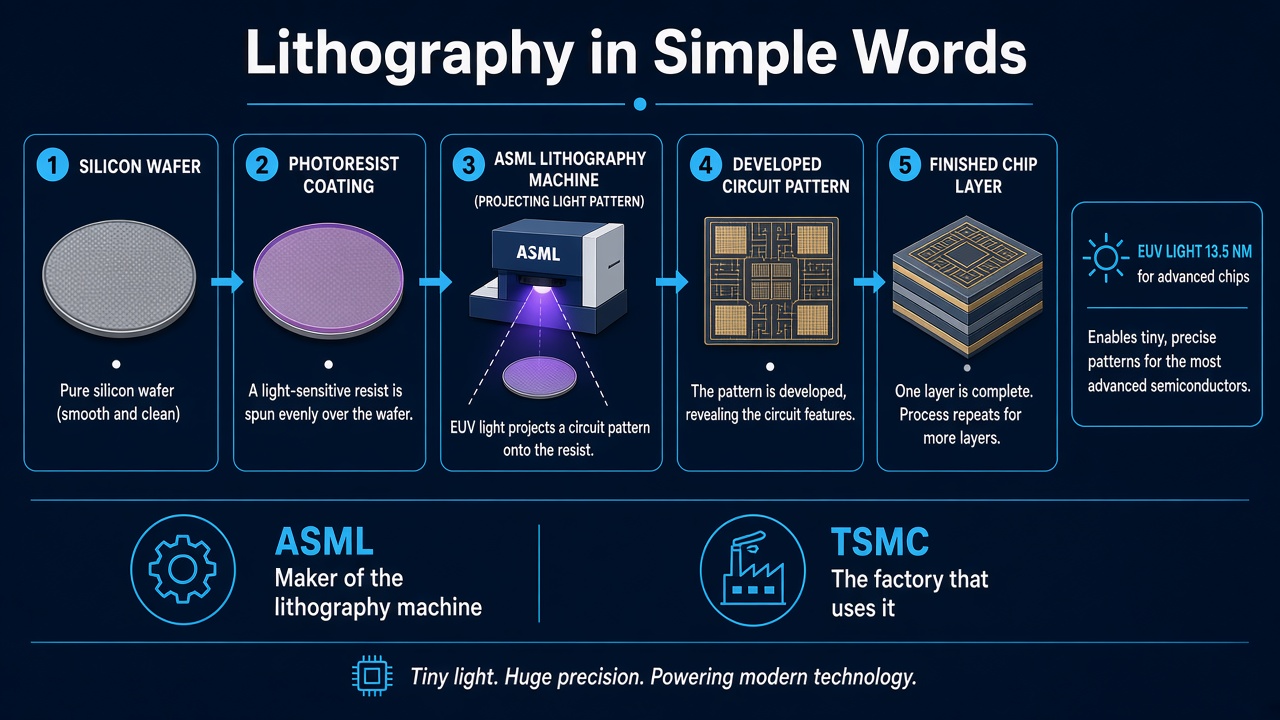 Lithography in Simple Words
1
SILICON WAFER
Pure silicon wafer
(smooth and clean)
2
PHOTORESIST
COATING
A light-sensitive resist is
spun evenly over the wafer.
3
ASML LITHOGRAPHY
MACHINE
(PROJECTING LIGHT PATTERN)
ASML
EUV light projects a circuit pattern
onto the resist.
4
DEVELOPED
CIRCUIT PATTERN
The pattern is developed,
revealing the circuit features.
5
FINISHED CHIP
LAYER
One layer is complete.
Process repeats for
more layers.
EUV LIGHT 13.5 NM
for advanced chips
Enables tiny, precise
patterns for the most
advanced semiconductors.
ASML
Maker of the
lithography machine
TSMC
The factory that
uses it
Tiny light. Huge precision. Powering modern technology.